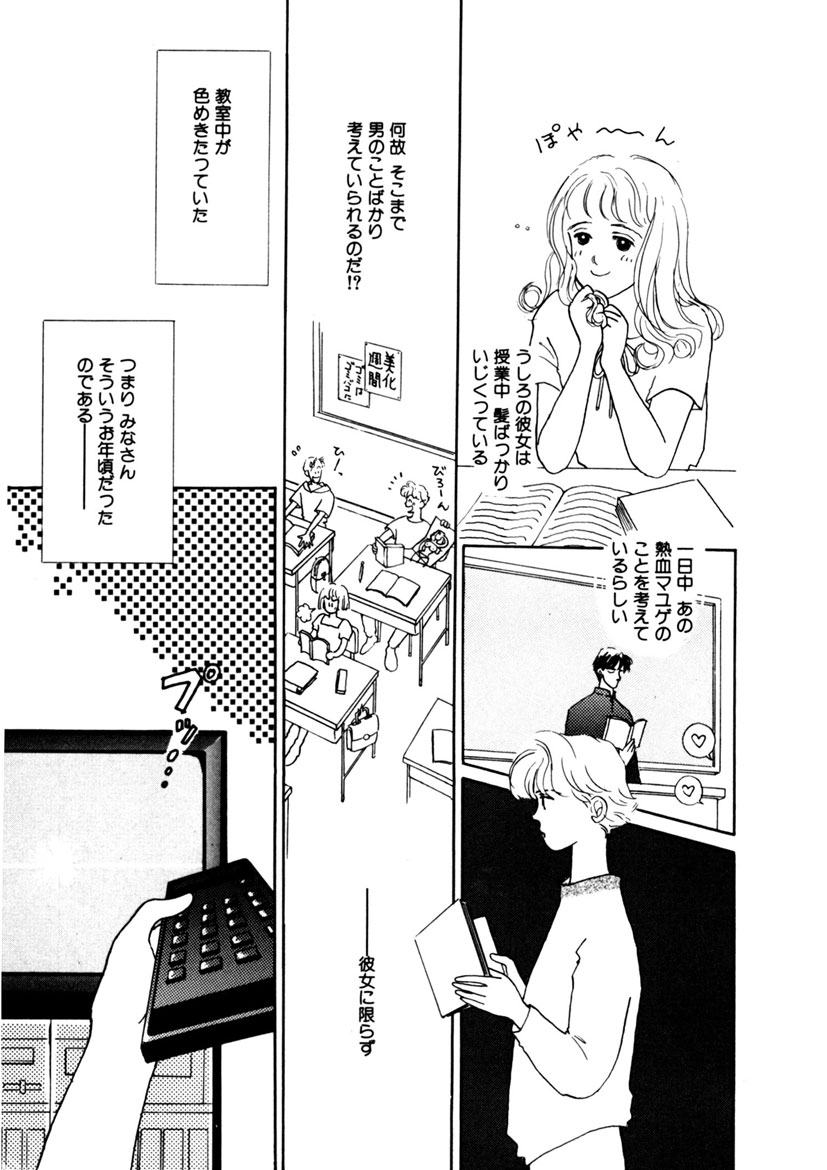 ぽや〜〜ん
うしろの彼女は
授業中 髪ばっかり
いじくっている
一日中 あの
熱血マユゲの
ことを考えて
いるらしい
何故 そこまで
男のことばかり
考えていられるのだ!?
美化
週間
ひー、
びろーん
――彼女に限らず
教室中が
色めきたっていた
つまり みなさん
そういうお年頃だった
のである――
プッ…